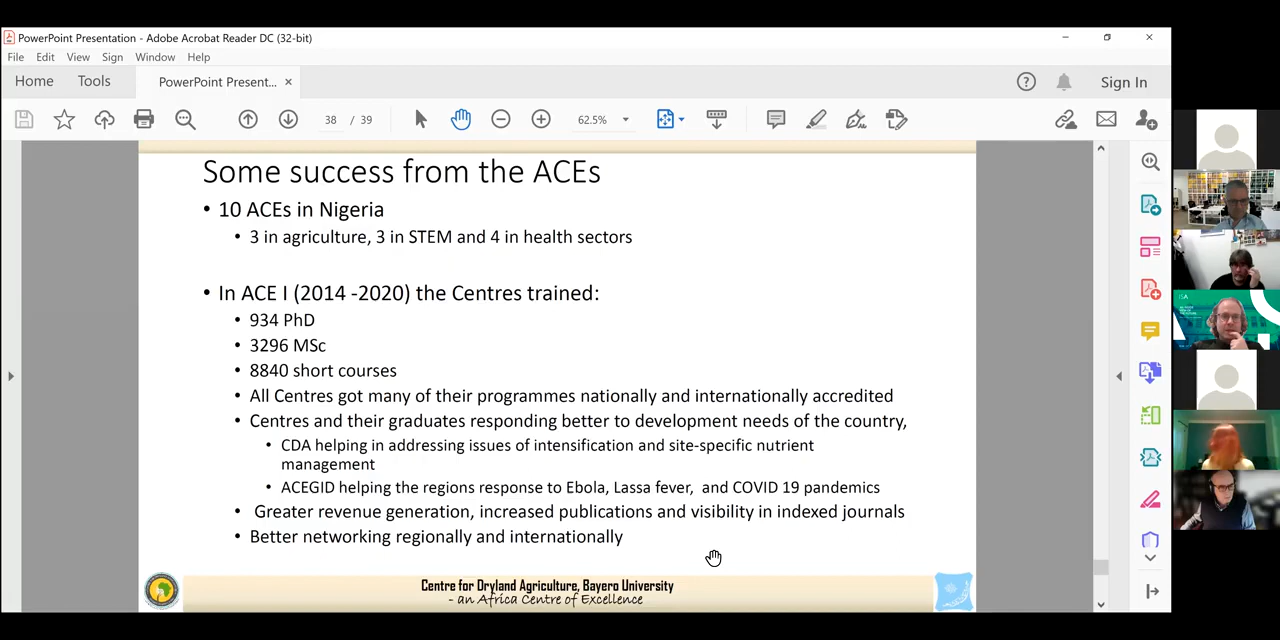 PowerPoint Presentation - Adobe Acrobat Reader DC (32-bit)
File Edit View Sign Window Help
Home Tools PowerPoint Present... × Sign In
38 / 39 62.5%
Some success from the ACEs
• 10 ACEs in Nigeria
• 3 in agriculture, 3 in STEM and 4 in health sectors
• In ACE I (2014 -2020) the Centres trained:
• 934 PhD
• 3296 MSc
• 8840 short courses
• All Centres got many of their programmes nationally and internationally accredited
• Centres and their graduates responding better to development needs of the country,
• CDA helping in addressing issues of intensification and site-specific nutrient
management
• ACEGID helping the regions response to Ebola, Lassa fever, and COVID 19 pandemics
• Greater revenue generation, increased publications and visibility in indexed journals
• Better networking regionally and internationally
Centre for Dryland Agriculture, Bayero University
- an Africa Centre of Excellence